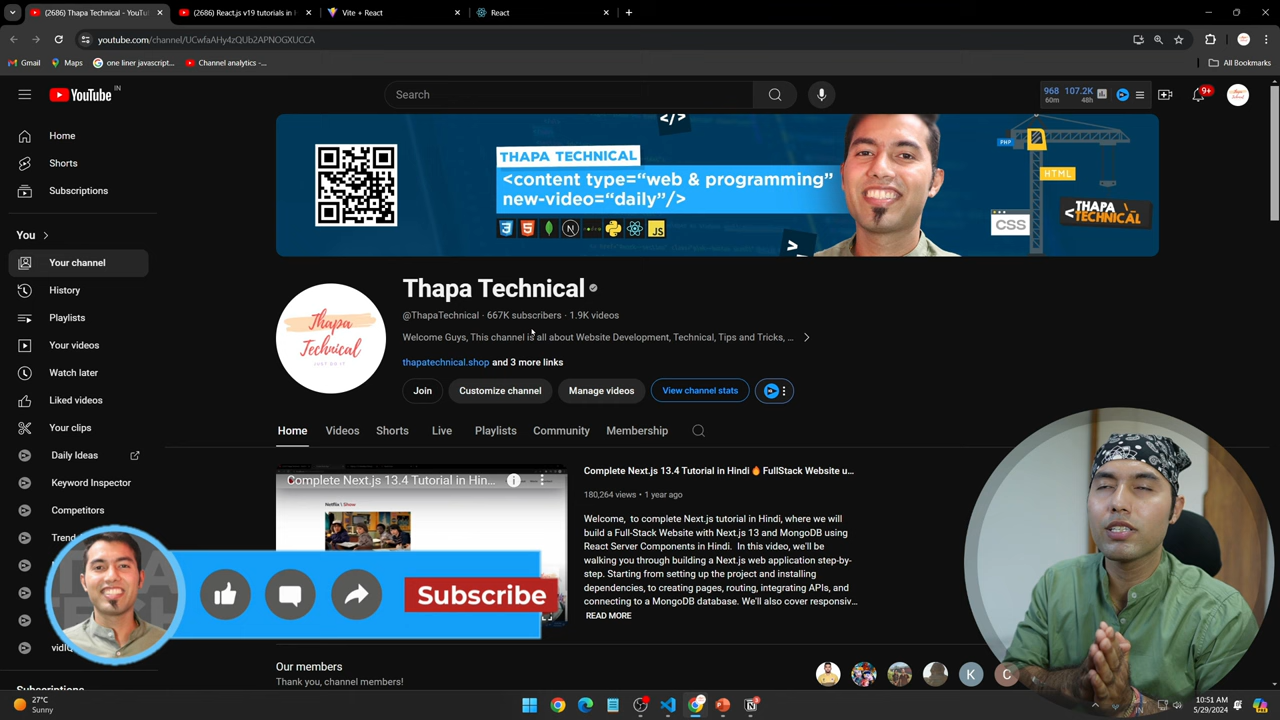 (2686) Thapa Technical - YouTu
(2686) React.js v19 tutorials in
Vite + React
React
youtube.com/channel/UCwfaAHy4zQUb2APNOGXUCCA
Gmail
Maps
one liner javascript...
Channel analytics -...
All Bookmarks
YouTube IN
Search
968 107.2K
60m 48h
9+
THAPA TECHNICAL
<content type="web & programming"
new-video="daily"/>
</>
PHP
HTML
CSS
<THAPA
TECHNICAL
JS
>_
Home
Shorts
Subscriptions
You
Your channel
History
Playlists
Your videos
Watch later
Liked videos
Your clips
Daily Ideas
Keyword Inspector
Competitors
Trend
vidIQ
Subscriptions
Thapa
Technical
JUST DO IT
Thapa Technical
@ThapaTechnical · 667K subscribers · 1.9K videos
Welcome Guys, This channel is all about Website Development, Technical, Tips and Tricks, ...
thapatechnical.shop and 3 more links
Join
Customize channel
Manage videos
View channel stats
Home
Videos
Shorts
Live
Playlists
Community
Membership
Complete Next.js 13.4 Tutorial in Hin...
Netflix \ Show
Complete Next.js 13.4 Tutorial in Hindi🔥 FullStack Website u...
180,264 views • 1 year ago
Welcome, to complete Next.js tutorial in Hindi, where we will
build a Full-Stack Website with Next.js 13 and MongoDB using
React Server Components in Hindi. In this video, we'll be
walking you through building a Next.js web application step-by-
step. Starting from setting up the project and installing
dependencies, to creating pages, routing, integrating APIs, and
connecting to a MongoDB database. We'll also cover responsiv...
READ MORE
Subscribe
Our members
Thank you, channel members!
K
C
27°C
Sunny
10:51 AM
5/29/2024